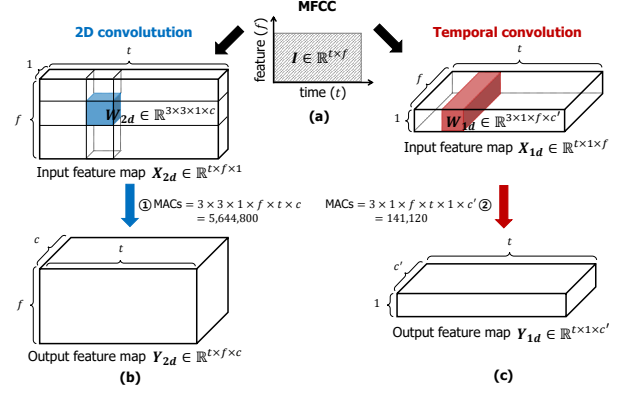 MFCC
2D convolutution
Temporal convolution
feature (f)
I ∈ ℝ^{t×f}
time (t)
(a)
1
t
f
W_{2d} ∈ ℝ^{3×3×1×c}
Input feature map X_{2d} ∈ ℝ^{t×f×1}
t
f
1
W_{1d} ∈ ℝ^{3×1×f×c′}
Input feature map X_{1d} ∈ ℝ^{t×1×f}
① MACs = 3 × 3 × 1 × f × t × c
= 5,644,800
MACs = 3 × 1 × f × t × 1 × c′ ②
= 141,120
c
t
f
Output feature map Y_{2d} ∈ ℝ^{t×f×c}
(b)
t
c′
1
Output feature map Y_{1d} ∈ ℝ^{t×1×c′}
(c)